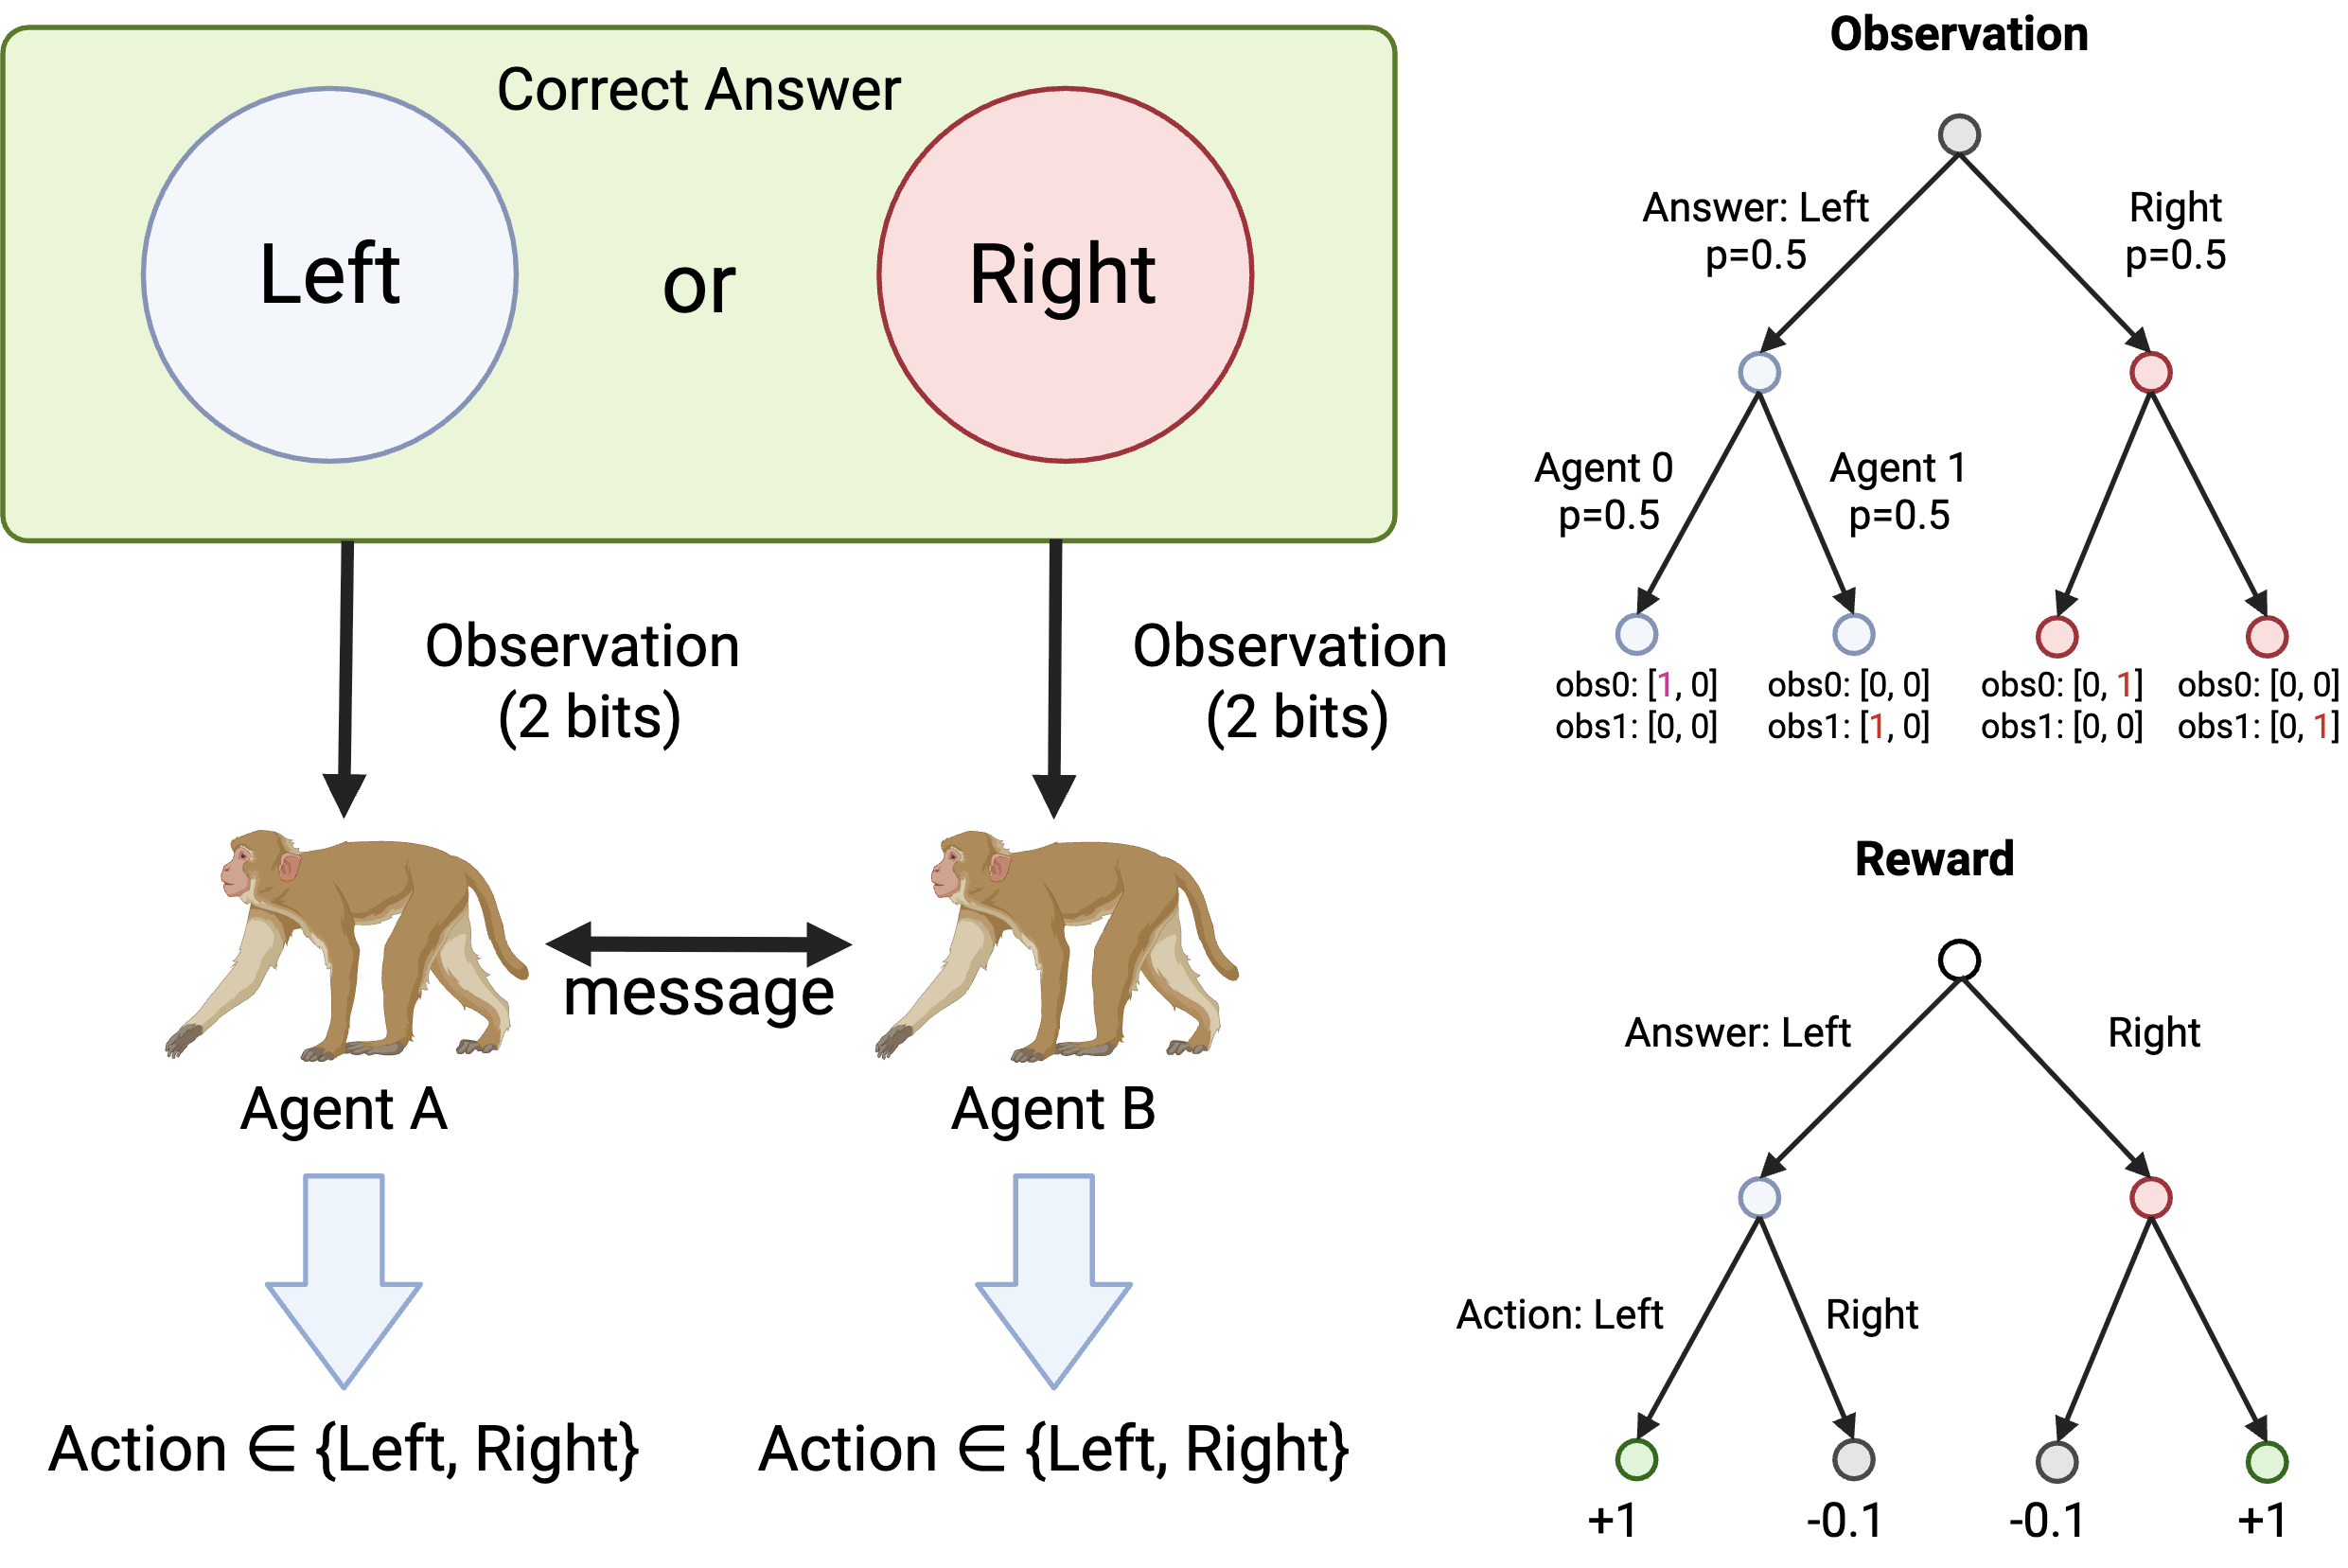 Correct Answer
Left
or
Right
Observation
(2 bits)
Observation
(2 bits)
message
Agent A
Agent B
Action ∈ {Left, Right}
Action ∈ {Left, Right}
Observation
Answer: Left
p=0.5
Right
p=0.5
Agent 0
p=0.5
Agent 1
p=0.5
obs0: [1, 0]
obs1: [0, 0]
obs0: [0, 0]
obs1: [1, 0]
obs0: [0, 1]
obs1: [0, 0]
obs0: [0, 0]
obs1: [0, 1]
Reward
Answer: Left
Right
Action: Left
Right
+1
-0.1
-0.1
+1